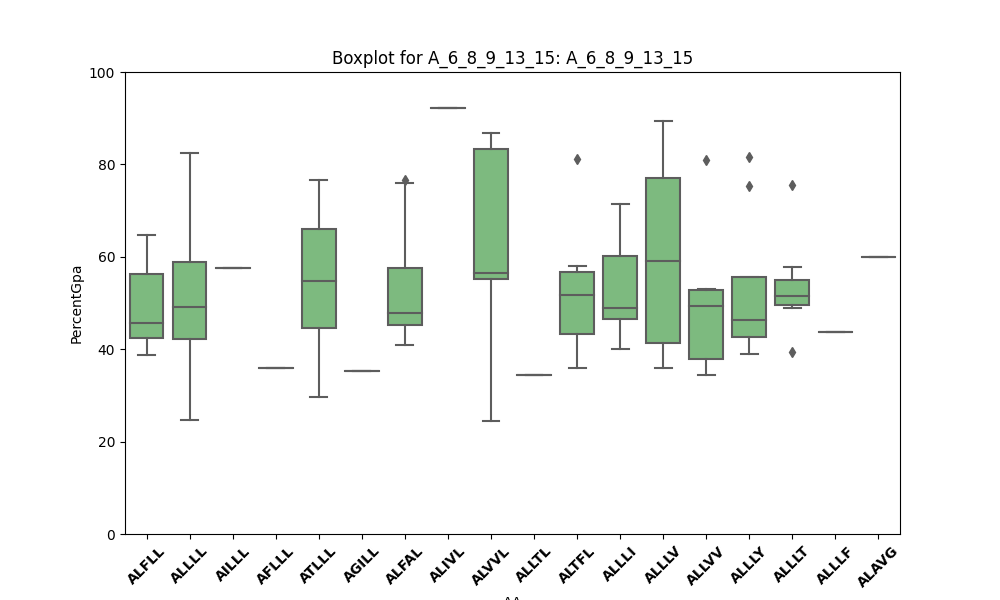 Boxplot for A_6_8_9_13_15: A_6_8_9_13_15
100
80
60
40
20
0
PercentGpa
ALFLL
ALLLL
AILLL
AFLLL
ATLLL
AGILL
ALFAL
ALIVL
ALVVL
ALLTL
ALTFL
ALLLI
ALLLV
ALLVV
ALLLY
ALLLT
ALLLF
ALAVG